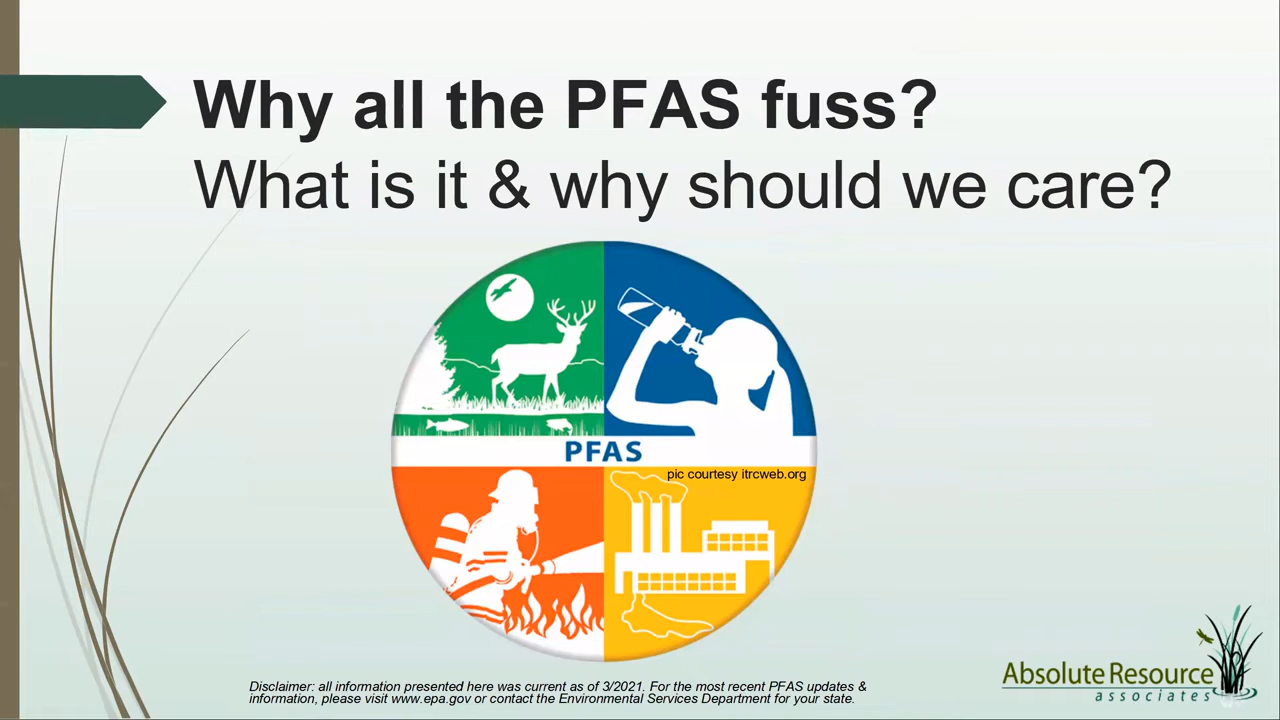 Why all the PFAS fuss?
What is it & why should we care?
PFAS
pic courtesy itrcweb.org
Disclaimer: all information presented here was current as of 3/2021. For the most recent PFAS updates &
information, please visit www.epa.gov or contact the Environmental Services Department for your state.
Absolute Resource
associates